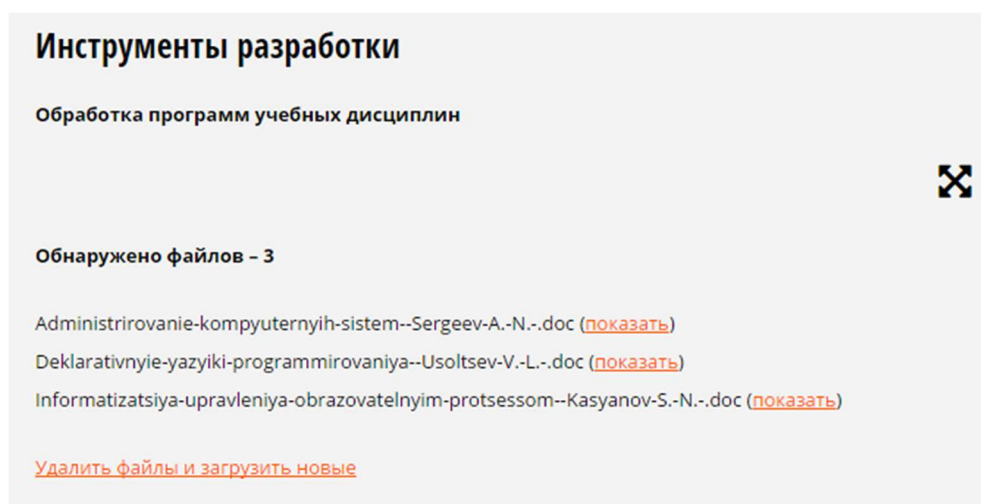 Инструменты разработки
Обработка программ учебных дисциплин
Обнаружено файлов – 3
Administrirovanie-kompyuternyih-sistem--Sergeev-A.-N.-.doc (показать)
Deklarativnyie-yazyiki-programmirovaniya--Usoltsev-V.-L.-.doc (показать)
Informatizatsiya-upravleniya-obrazovatelnyim-protsessom--Kasyanov-S.-N.-.doc (показать)
Удалить файлы и загрузить новые